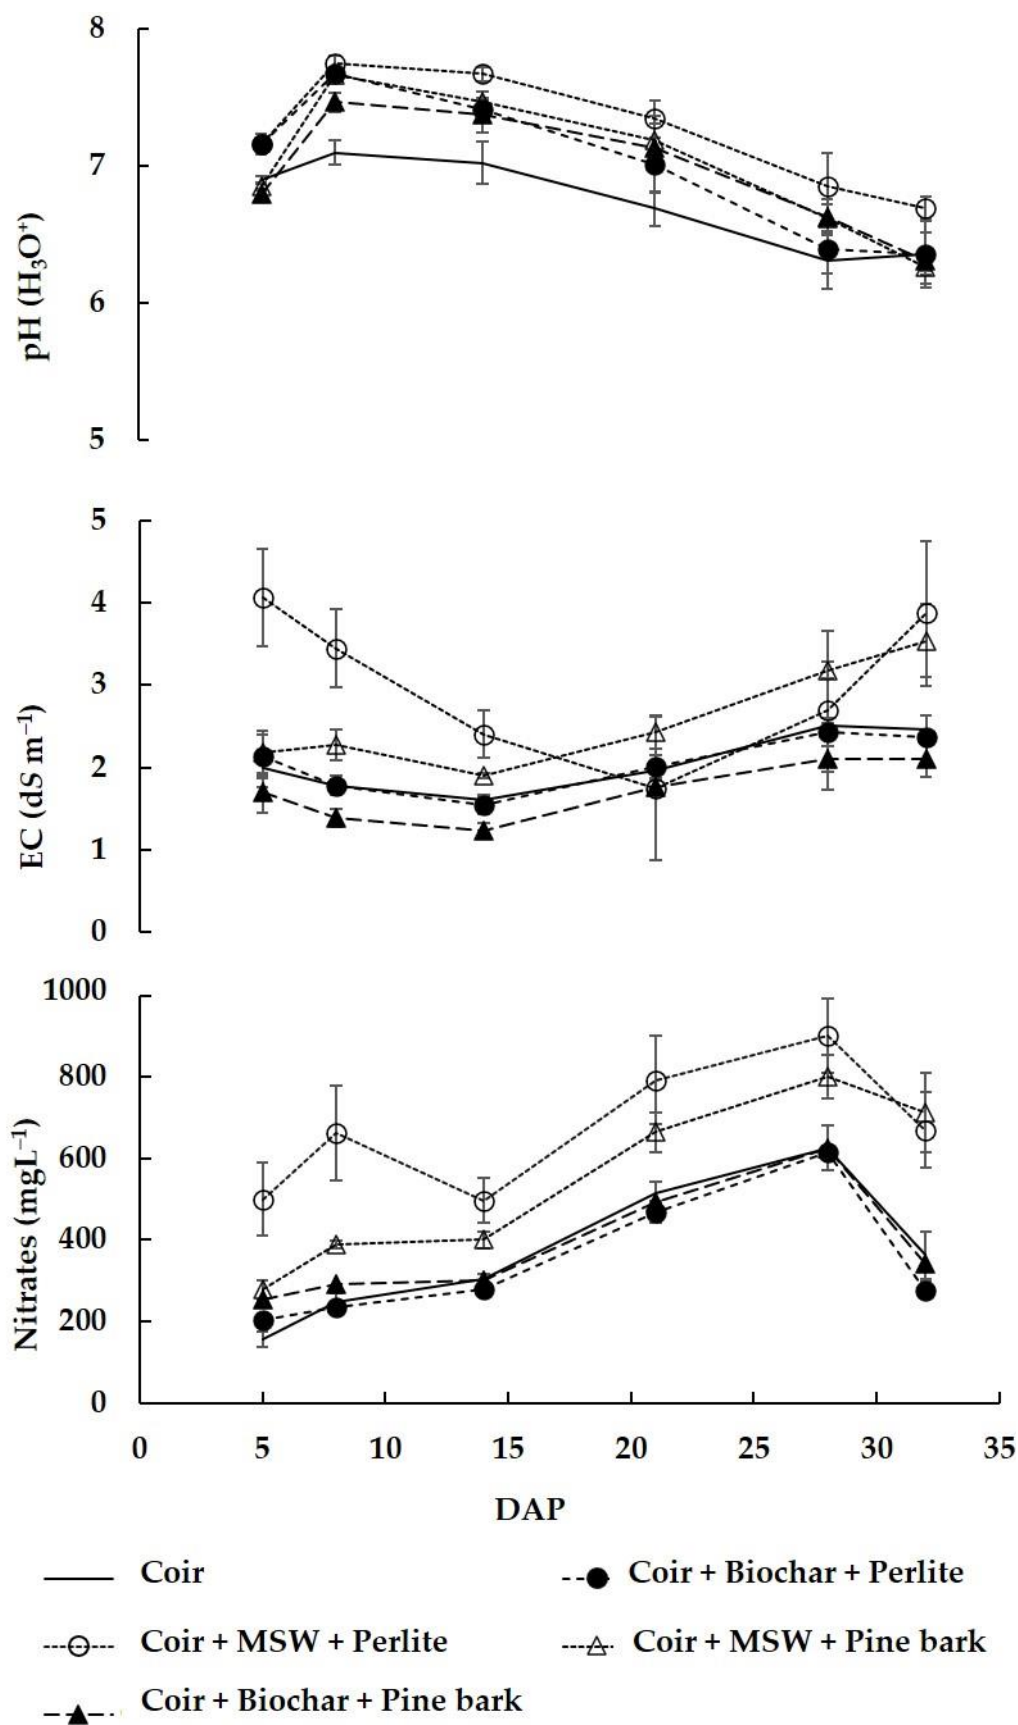 8
7
6
5
pH (H₃O⁺)
5
4
3
2
1
0
EC (dS m⁻¹)
1000
800
600
400
200
0
Nitrates (mgL⁻¹)
0 5 10 15 20 25 30 35
DAP
Coir
Coir + Biochar + Perlite
Coir + MSW + Perlite
Coir + MSW + Pine bark
Coir + Biochar + Pine bark